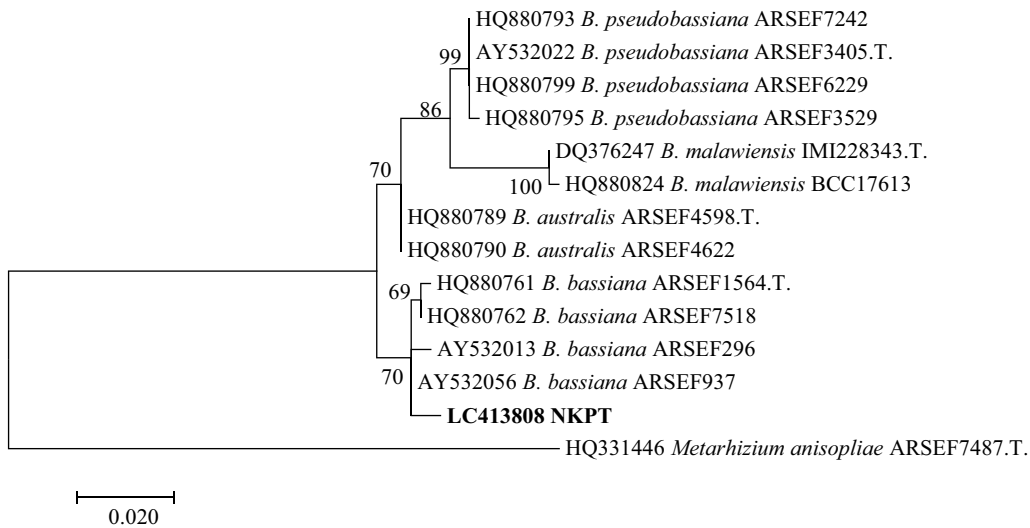 HQ880793 B. pseudobassiana ARSEF7242
AY532022 B. pseudobassiana ARSEF3405.T.
99
HQ880799 B. pseudobassiana ARSEF6229
86
HQ880795 B. pseudobassiana ARSEF3529
DQ376247 B. malawiensis IMI228343.T.
100
HQ880824 B. malawiensis BCC17613
70
HQ880789 B. australis ARSEF4598.T.
HQ880790 B. australis ARSEF4622
HQ880761 B. bassiana ARSEF1564.T.
69
HQ880762 B. bassiana ARSEF7518
AY532013 B. bassiana ARSEF296
70
AY532056 B. bassiana ARSEF937
LC413808 NKPT
HQ331446 Metarhizium anisopliae ARSEF7487.T.
0.020